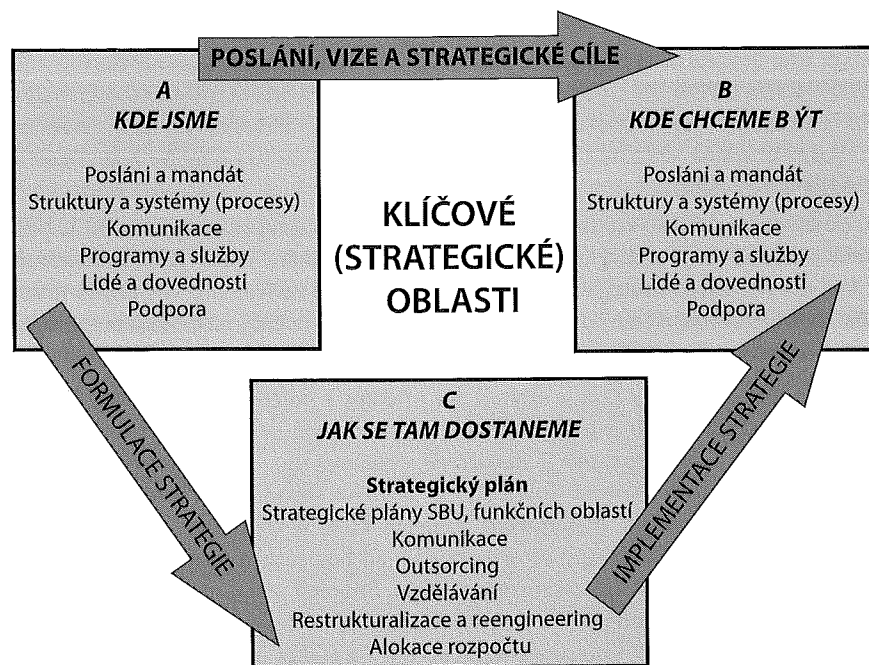 POSLÁNÍ, VIZE A STRATEGICKÉ CÍLE
A
KDE JSME
Posláni a mandát
Struktury a systémy (procesy)
Komunikace
Programy a služby
Lidé a dovednosti
Podpora
KLÍČOVÉ
(STRATEGICKÉ)
OBLASTI
B
KDE CHCEME B ÝT
Posláni a mandát
Struktury a systémy (procesy)
Komunikace
Programy a služby
Lidé a dovednosti
Podpora
FORMULACE STRATEGIE
C
JAK SE TAM DOSTANEME
Strategický plán
Strategické plány SBU, funkčních oblastí
Komunikace
Outsorcing
Vzdělávání
Restrukturalizace a reengineering
Alokace rozpočtu
IMPLEMENTACE STRATEGIE